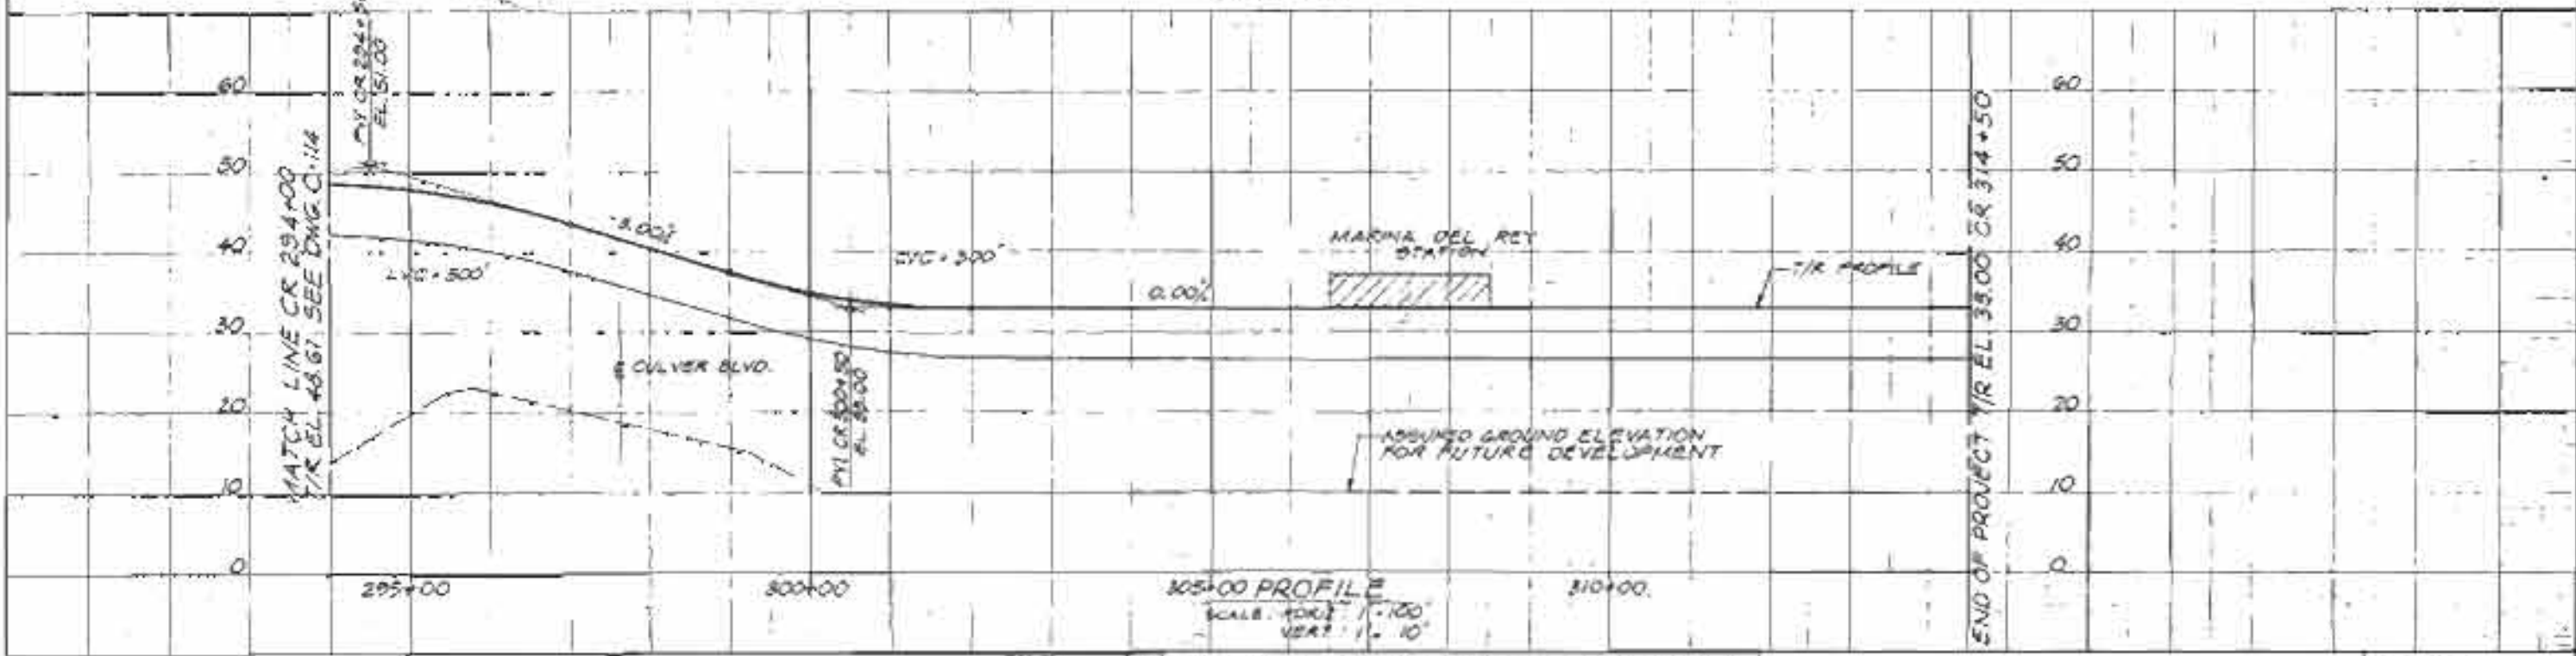 PVI CR 294+50
EL. 51.00
60
50
40
30
20
10
0
MATCH LINE CR 294+00
T/R EL. 48.67 SEE DWG. C-114
-3.00%
LVC = 500'
℄ CULVER BLVD.
PVI CR 300+50
EL 33.00
0.00%
MARINA DEL REY
STATION
T/R PROFILE
ASSUMED GROUND ELEVATION
FOR FUTURE DEVELOPMENT
END OF PROJECT T/R EL. 33.00 CR 314+50
60
50
40
30
20
10
0
295+00
300+00
305+00
310+00
PROFILE
SCALE: HORIZ 1"=100'
VERT 1"=10'